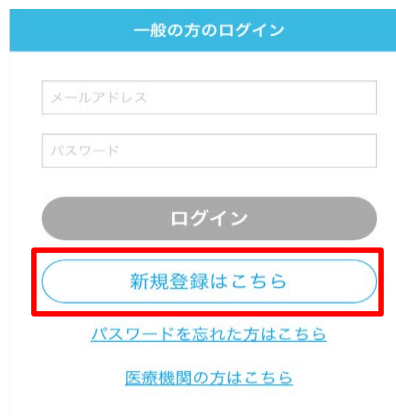 一般の方のログイン
メールアドレス
パスワード
ログイン
新規登録はこちら
パスワードを忘れた方はこちら
医療機関の方はこちら